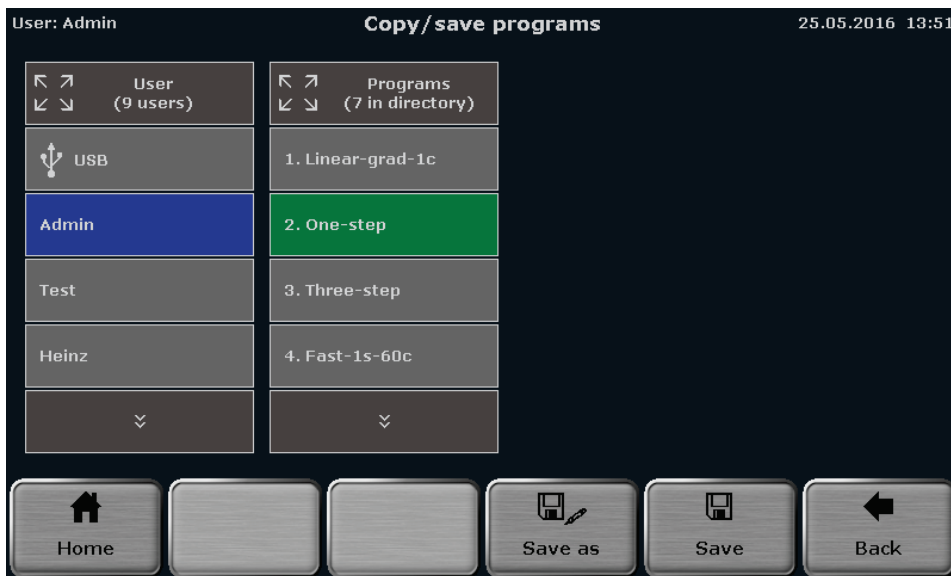 User: Admin
Copy/save programs
25.05.2016 13:51
User
(9 users)
Programs
(7 in directory)
USB
1. Linear-grad-1c
Admin
2. One-step
Test
3. Three-step
Heinz
4. Fast-1s-60c
Home
Save as
Save
Back